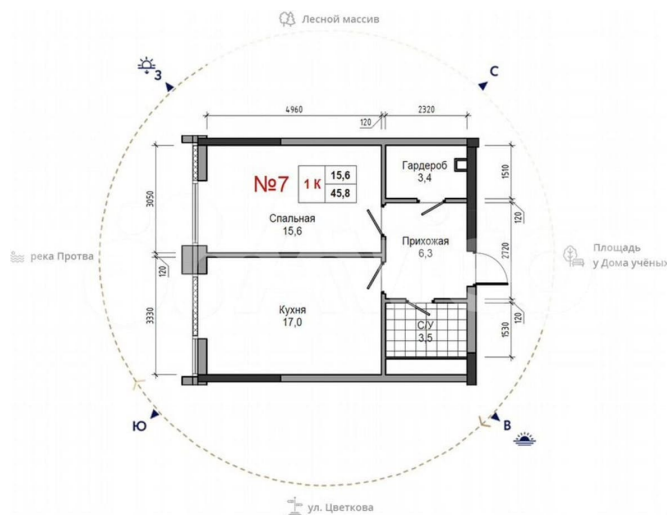 Лесной массив
З
С
4960
2320
120
Гардероб
3,4
1510
№7
1 К
15,6
45,8
3050
Спальная
15,6
120
Прихожая
6,3
2720
река Протва
Площадь
у Дома учёных
120
Кухня
17,0
3330
С/У
3,5
120
1530
Ю
В
ул. Цветкова